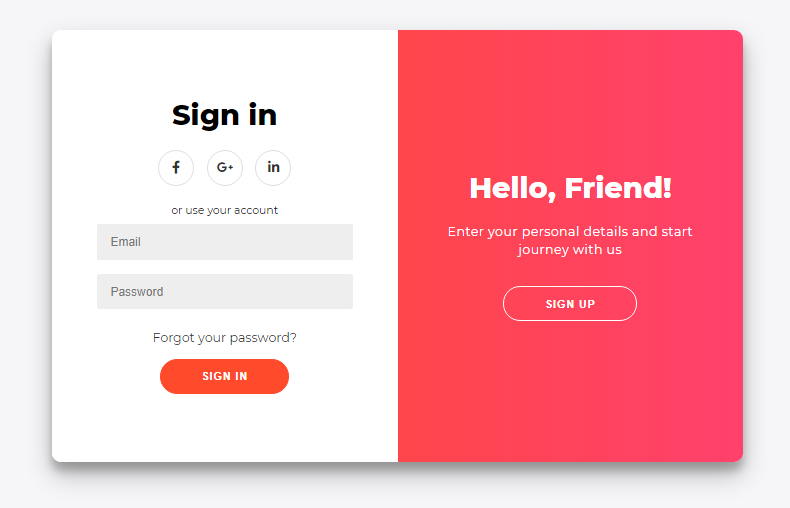 Sign in
f
G+
in
or use your account
Email
Password
Forgot your password?
SIGN IN
Hello, Friend!
Enter your personal details and start
journey with us
SIGN UP